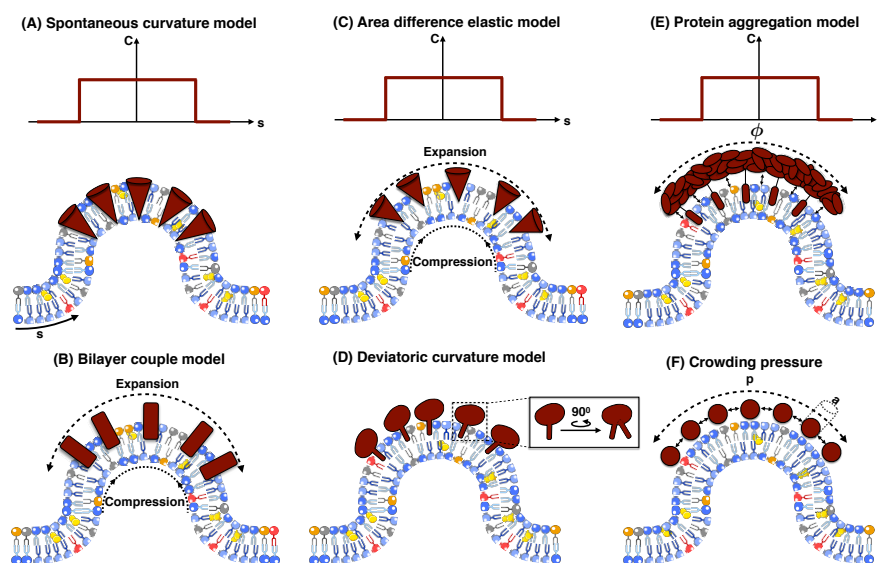 (A) Spontaneous curvature model
C
s
s
(B) Bilayer couple model
Expansion
Compression
(C) Area difference elastic model
C
s
Expansion
Compression
(D) Deviatoric curvature model
90⁰
(E) Protein aggregation model
C
ϕ
(F) Crowding pressure
p
a